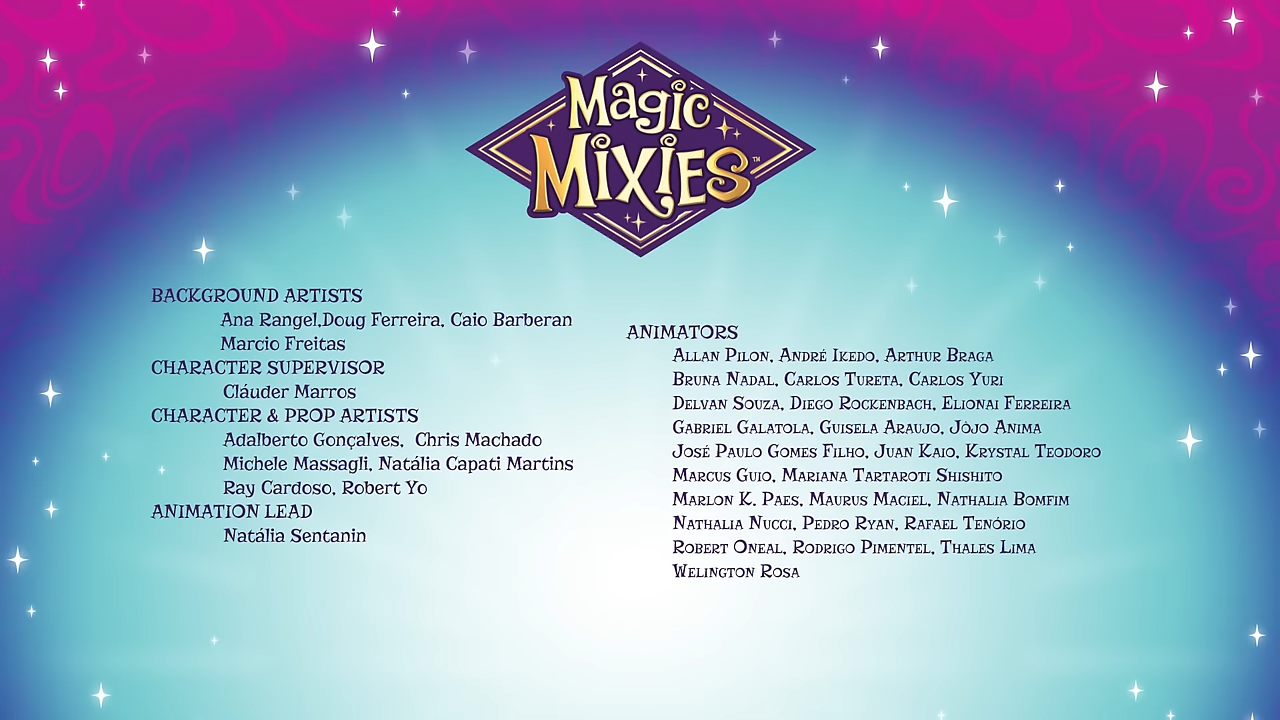 Magic
Mixies™
BACKGROUND ARTISTS
Ana Rangel,Doug Ferreira, Caio Barberan
Marcio Freitas
CHARACTER SUPERVISOR
Cláuder Marros
CHARACTER & PROP ARTISTS
Adalberto Gonçalves,  Chris Machado
Michele Massagli, Natália Capati Martins
Ray Cardoso, Robert Yo
ANIMATION LEAD
Natália Sentanin
ANIMATORS
Allan Pilon, André Ikedo, Arthur Braga
Bruna Nadal, Carlos Tureta, Carlos Yuri
Delvan Souza, Diego Rockenbach, Elionai Ferreira
Gabriel Galatola, Guisela Araujo, Jôjo Anima
José Paulo Gomes Filho, Juan Kaio, Krystal Teodoro
Marcus Guio, Mariana Tartaroti Shishito
Marlon K. Paes, Maurus Maciel, Nathalia Bomfim
Nathalia Nucci, Pedro Ryan, Rafael Tenório
Robert Oneal, Rodrigo Pimentel, Thales Lima
Welington Rosa